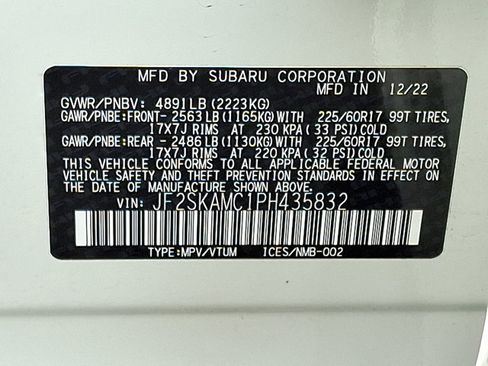 MFD BY SUBARU CORPORATION
MFD IN 12/22
GVWR/PNBV: 4891LB(2223KG)
GAWR/PNBE:FRONT-2563LB(1165KG)WITH 225/60R17 99T TIRES,
17X7J RIMS AT 230 KPA(33 PSI)COLD
GAWR/PNBE:REAR -2486LB(1130KG)WITH 225/60R17 99T TIRES,
17X7J RIMS AT 220 KPA(32 PSI)COLD
THIS VEHICLE CONFORMS TO ALL APPLICABLE FEDERAL MOTOR
VEHICLE SAFETY AND THEFT PREVENTION STANDARDS IN EFFECT
ON THE DATE OF MANUFACTURE SHOWN ABOVE.
VIN: JF2SKAMC1PH435832
TYPE:MPV/VTUM ICES/NMB-002